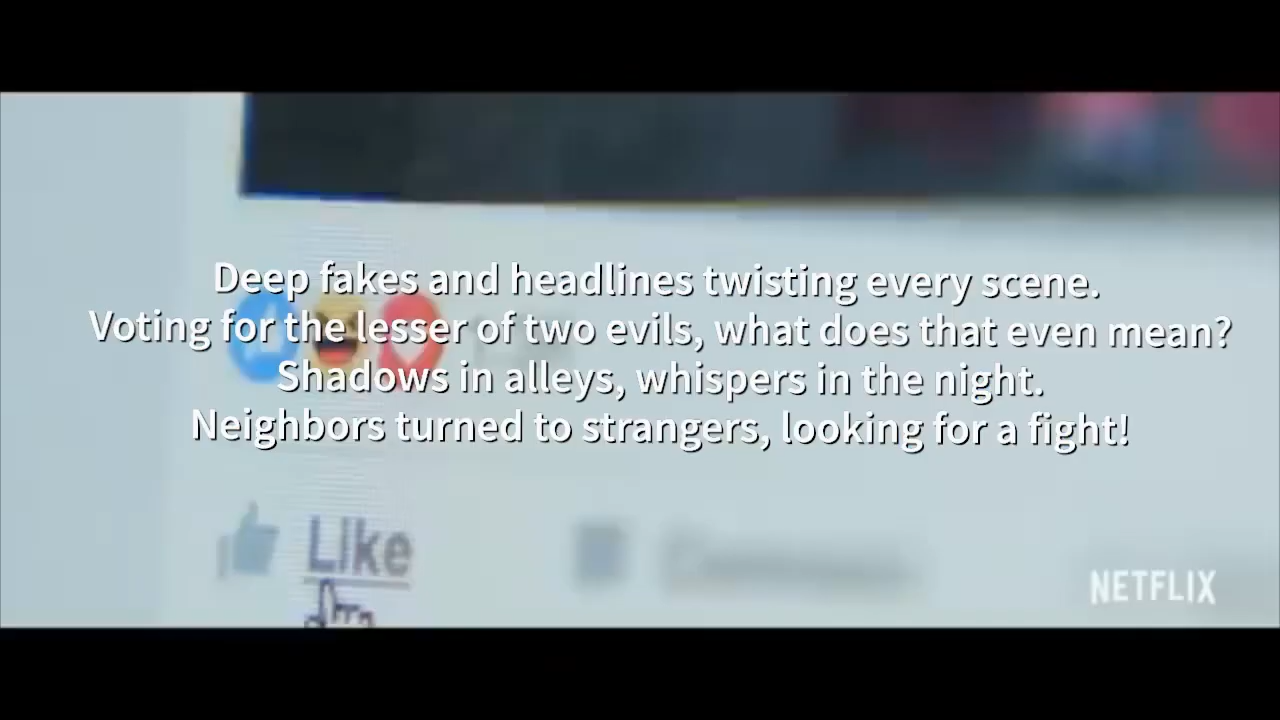 Deep fakes and headlines twisting every scene.
Voting for the lesser of two evils, what does that even mean?
Shadows in alleys, whispers in the night.
Neighbors turned to strangers, looking for a fight!
Like
NETFLIX